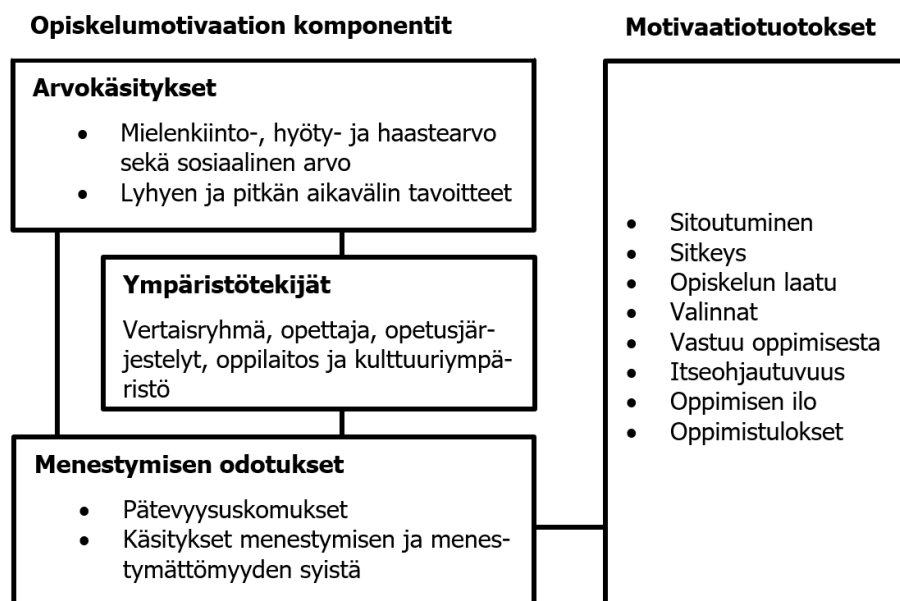 Opiskelumotivaation komponentit
Arvokäsitykset
• Mielenkiinto-, hyöty- ja haastearvo
sekä sosiaalinen arvo
• Lyhyen ja pitkän aikavälin tavoitteet
Ympäristötekijät
Vertaisryhmä, opettaja, opetusjär-
jestelyt, oppilaitos ja kulttuuriympä-
ristö
Menestymisen odotukset
• Pätevyysuskomukset
• Käsitykset menestymisen ja menes-
tymättömyyden syistä
Motivaatiotuotokset
• Sitoutuminen
• Sitkeys
• Opiskelun laatu
• Valinnat
• Vastuu oppimisesta
• Itseohjautuvuus
• Oppimisen ilo
• Oppimistulokset